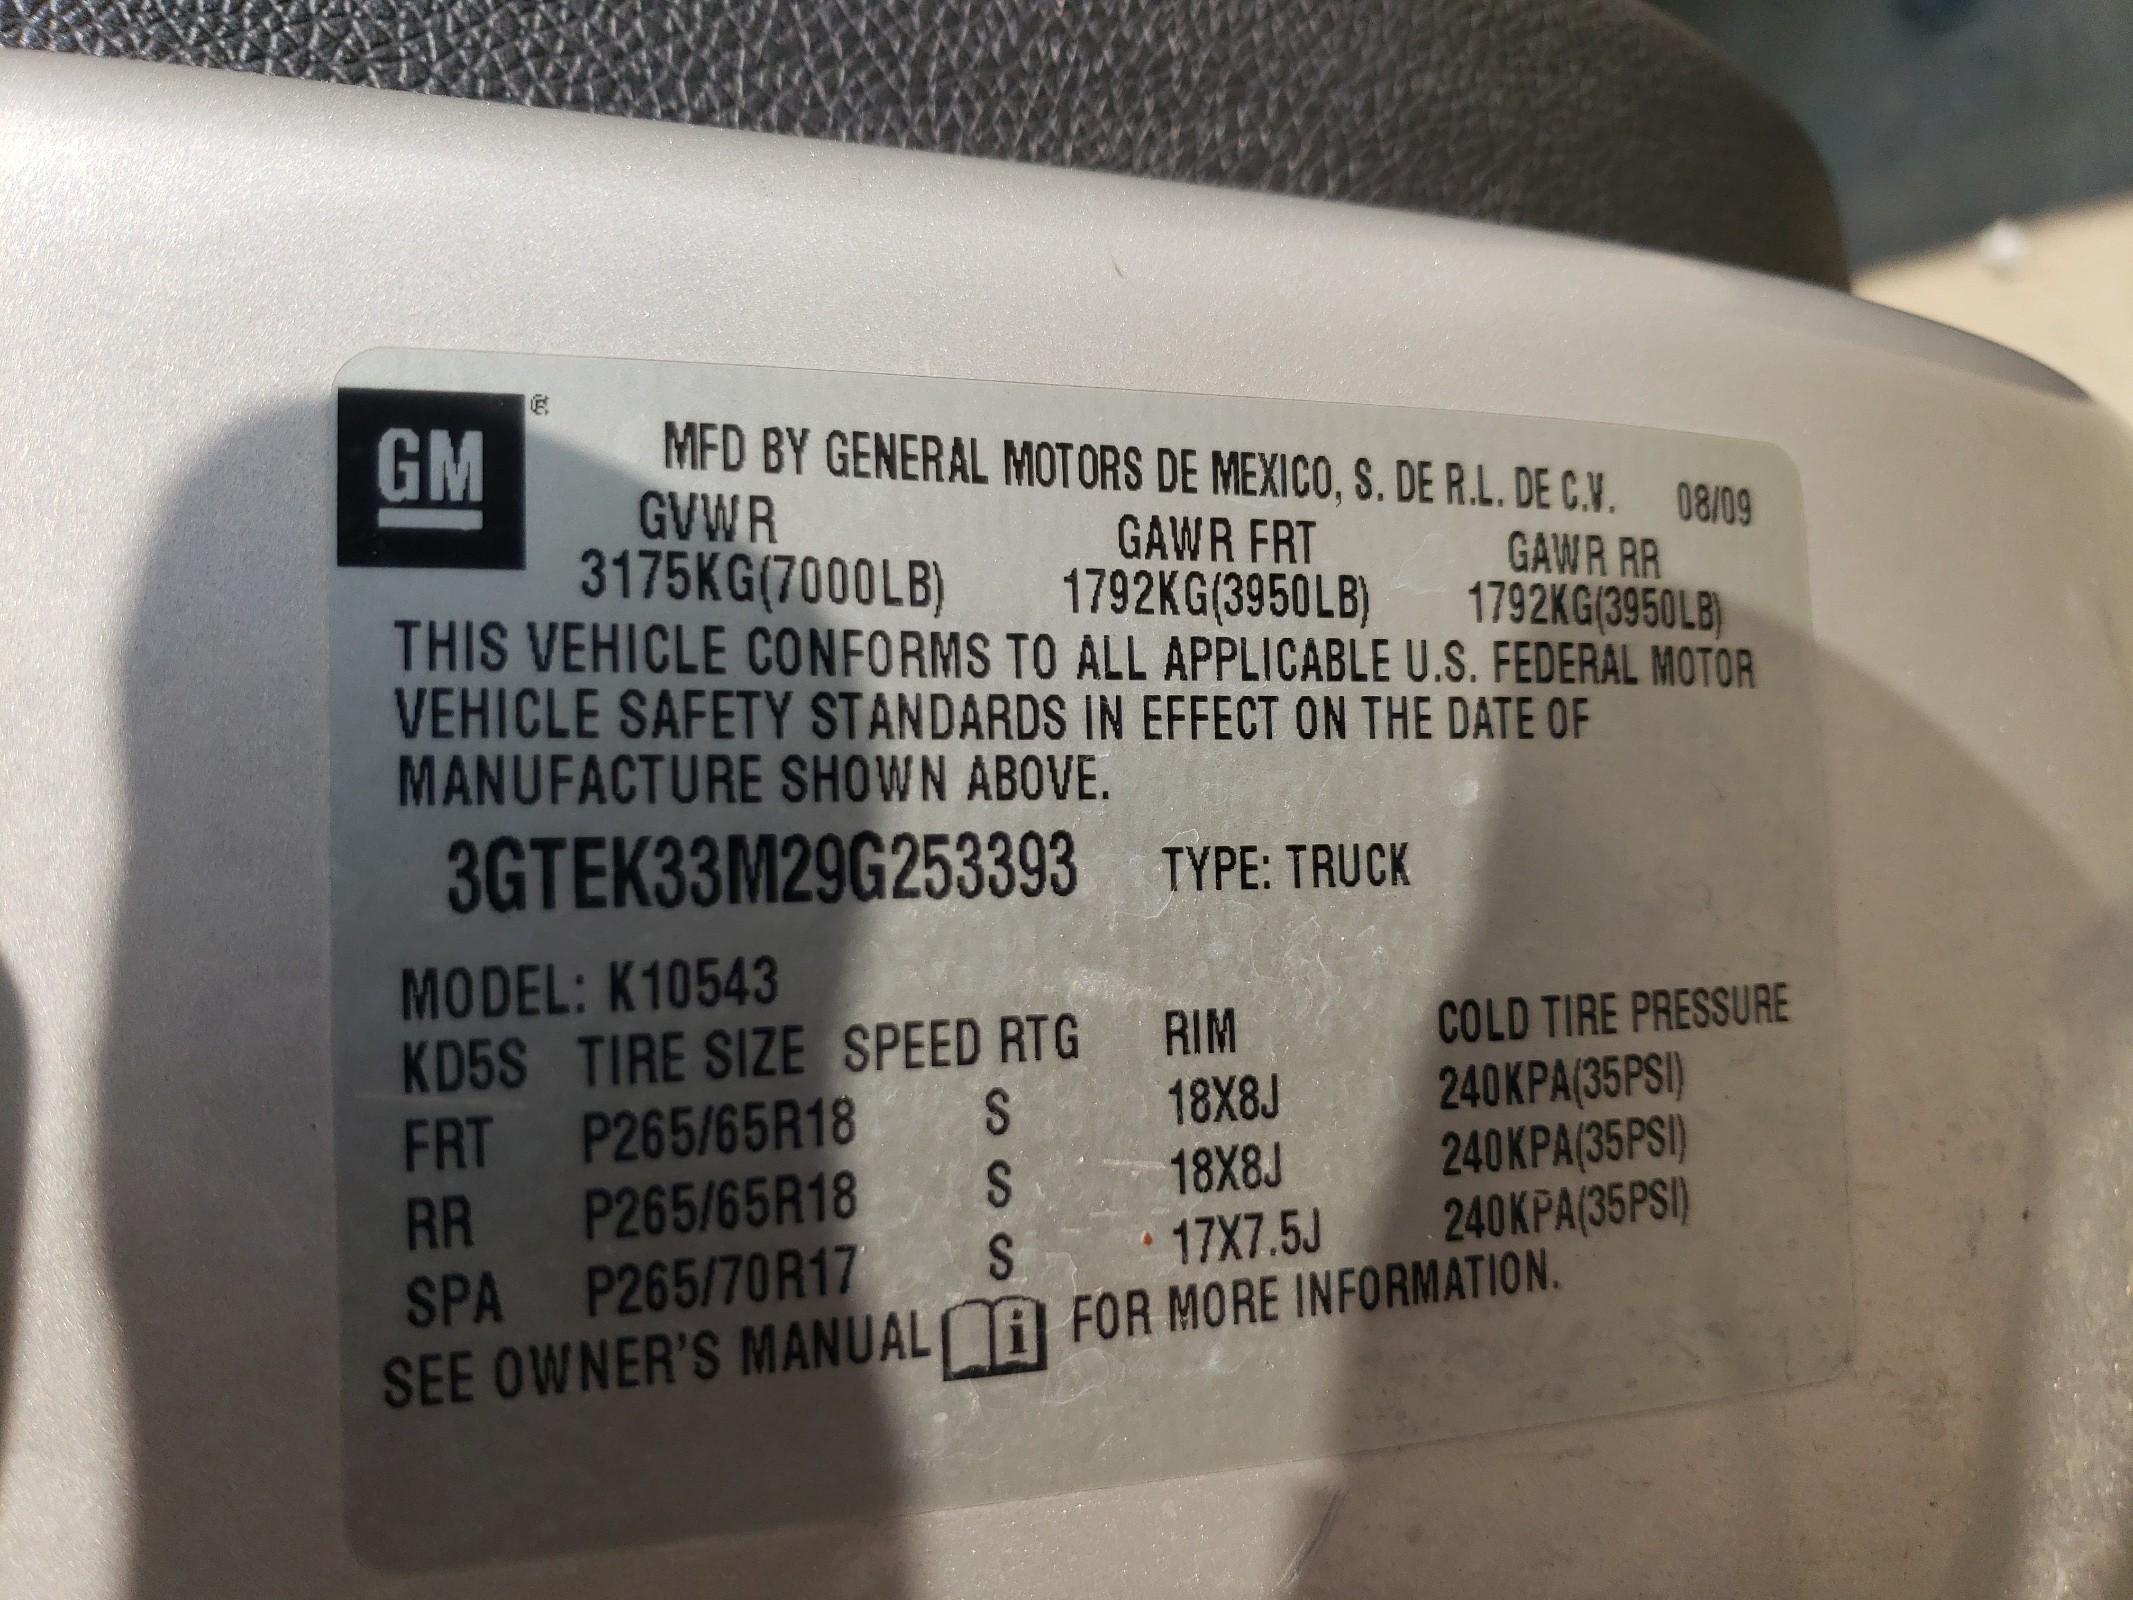 GM ®
MFD BY GENERAL MOTORS DE MEXICO, S. DE R.L. DE C.V. 08/09
GVWR GAWR FRT GAWR RR
3175KG(7000LB) 1792KG(3950LB) 1792KG(3950LB)
THIS VEHICLE CONFORMS TO ALL APPLICABLE U.S. FEDERAL MOTOR
VEHICLE SAFETY STANDARDS IN EFFECT ON THE DATE OF
MANUFACTURE SHOWN ABOVE.
3GTEK33M29G253393 TYPE: TRUCK
MODEL: K10543
KD5S TIRE SIZE SPEED RTG RIM COLD TIRE PRESSURE
FRT P265/65R18 S 18X8J 240KPA(35PSI)
RR P265/65R18 S 18X8J 240KPA(35PSI)
SPA P265/70R17 S 17X7.5J 240KPA(35PSI)
SEE OWNER'S MANUAL i FOR MORE INFORMATION.